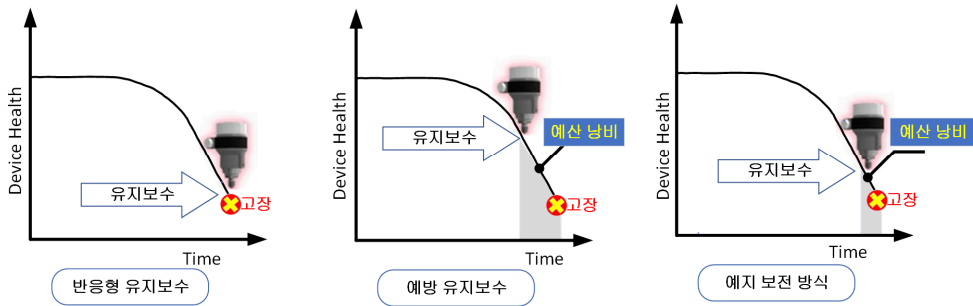 Device Health
유지보수
고장
Time
반응형 유지보수
Device Health
유지보수
예산 낭비
고장
Time
예방 유지보수
Device Health
유지보수
예산 낭비
고장
Time
예지 보전 방식